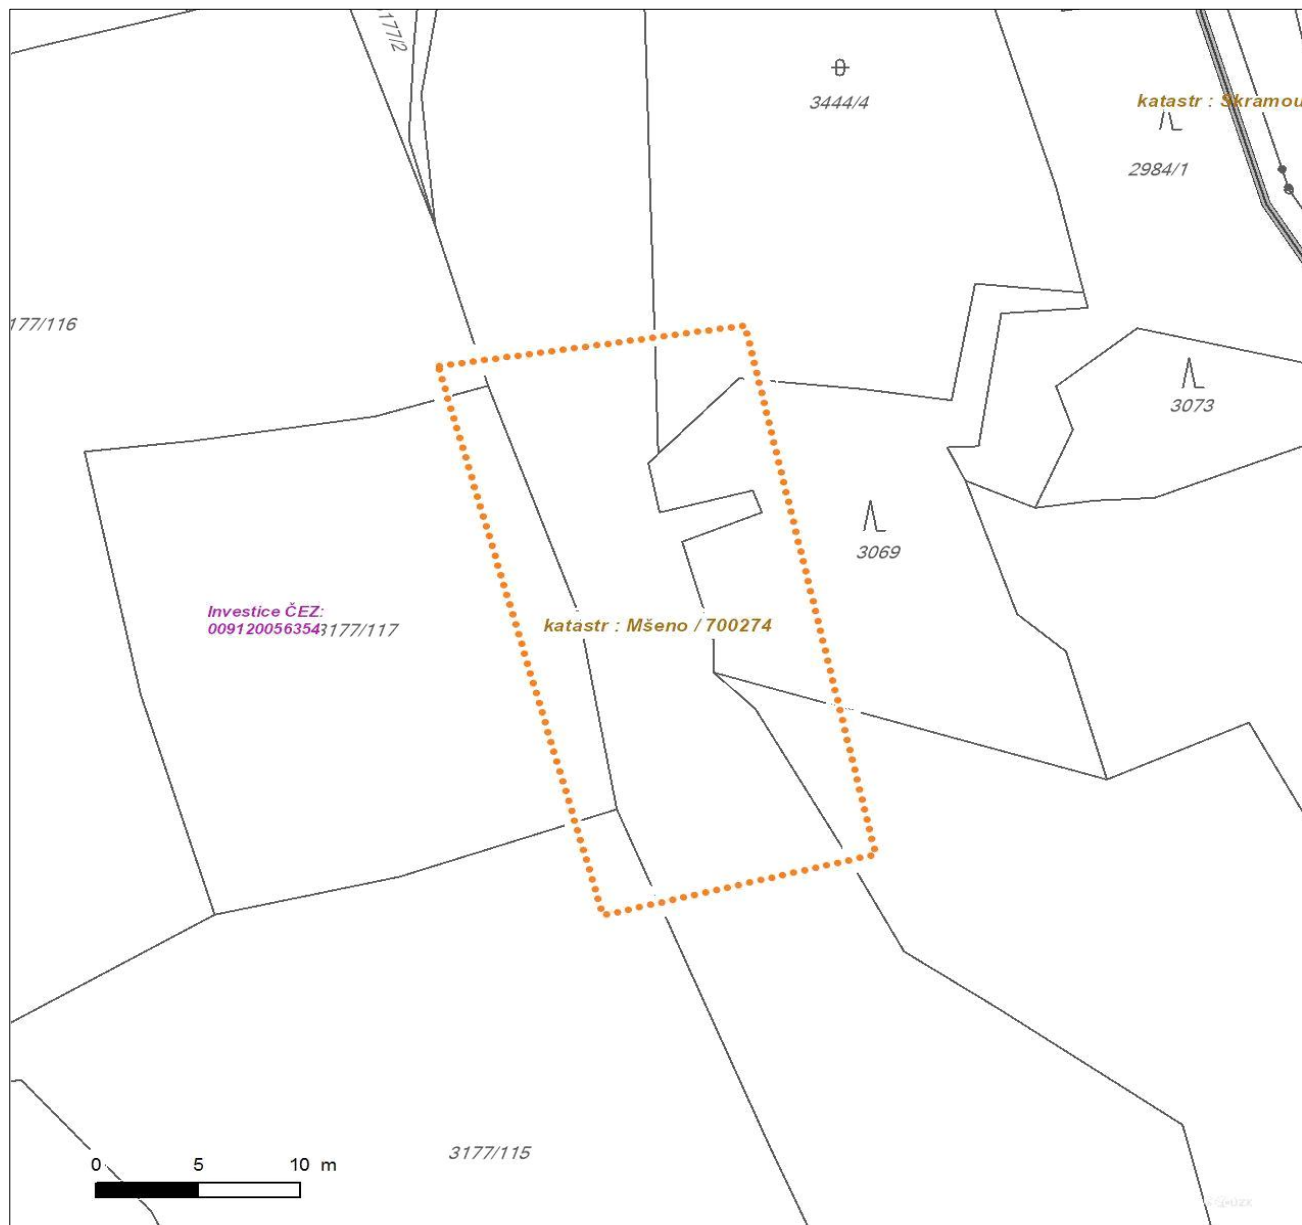 177/2
3444/4
katastr : Skramou
2984/1
177/116
3073
3069
Investice ČEZ:
009120056354
3177/117
katastr : Mšeno / 700274
3177/115
0 5 10 m